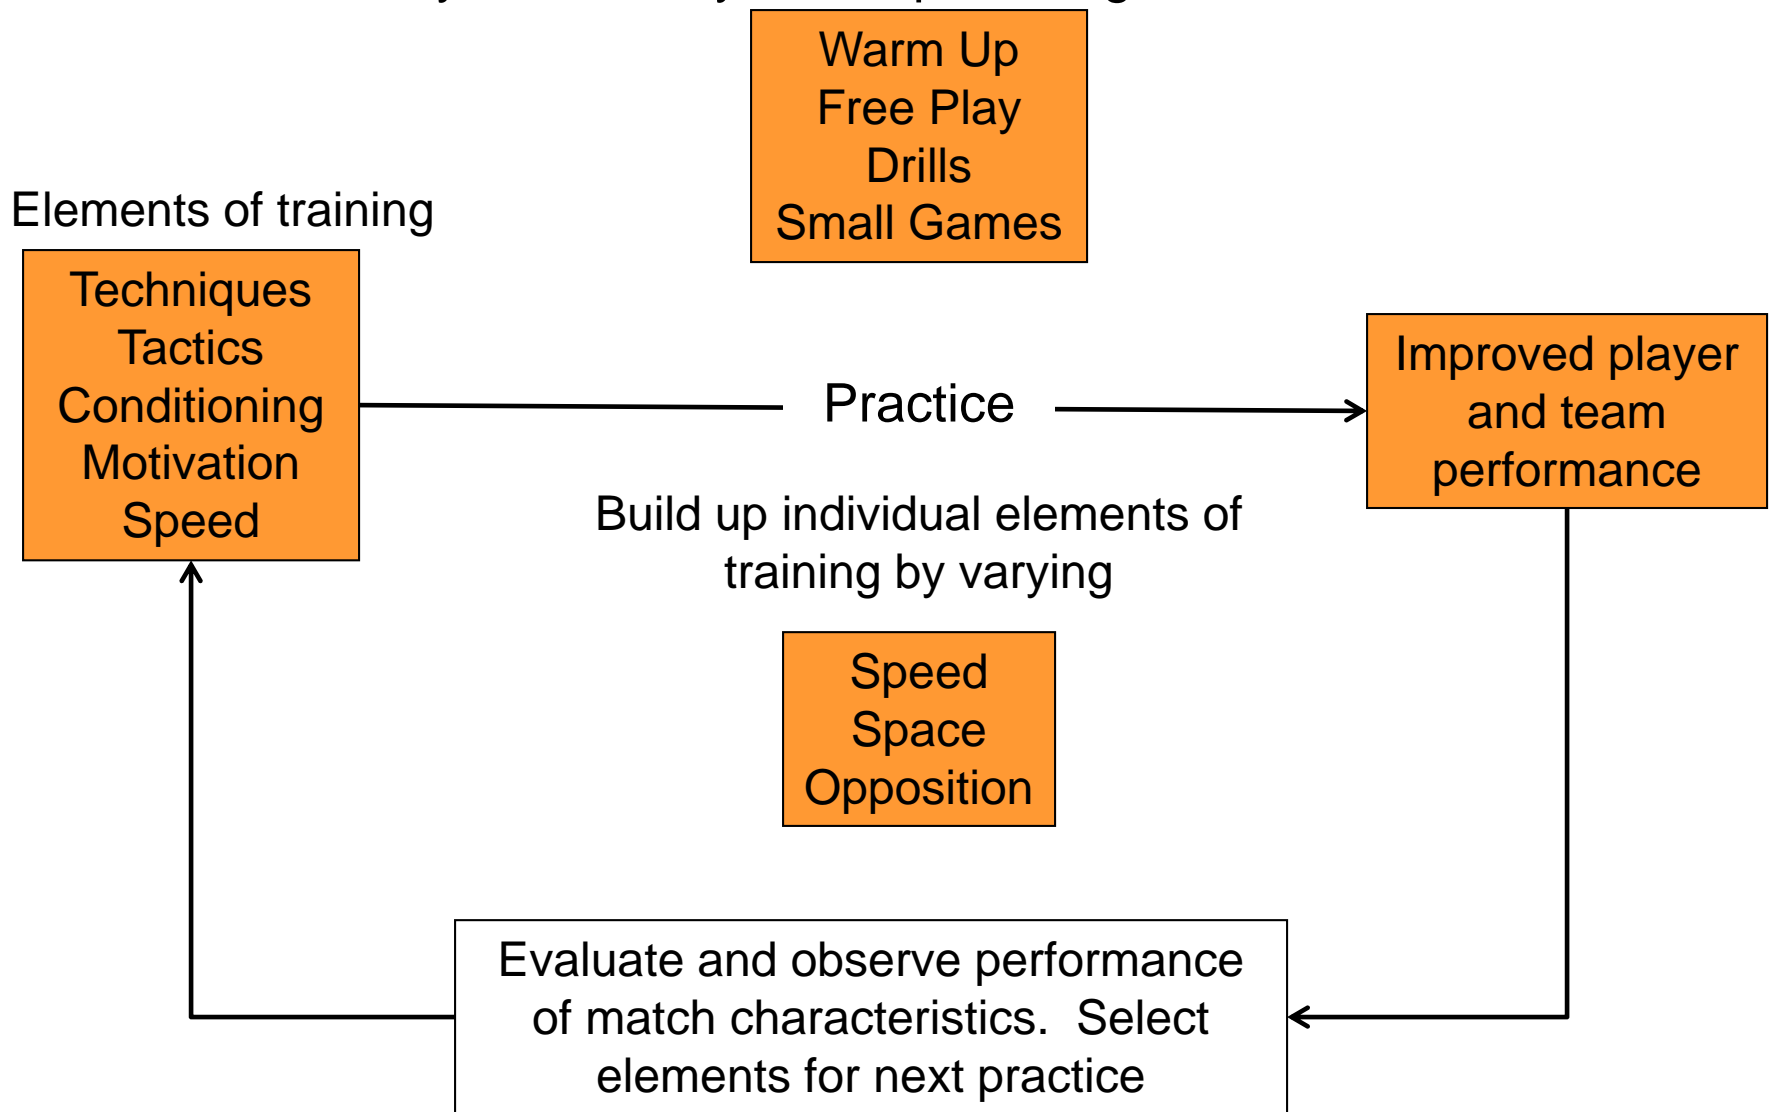 Warm Up
Free Play
Drills
Small Games
Elements of training
Techniques
Tactics
Conditioning
Motivation
Speed
Practice
Improved player
and team
performance
Build up individual elements of
training by varying
Speed
Space
Opposition
Evaluate and observe performance
of match characteristics.  Select
elements for next practice